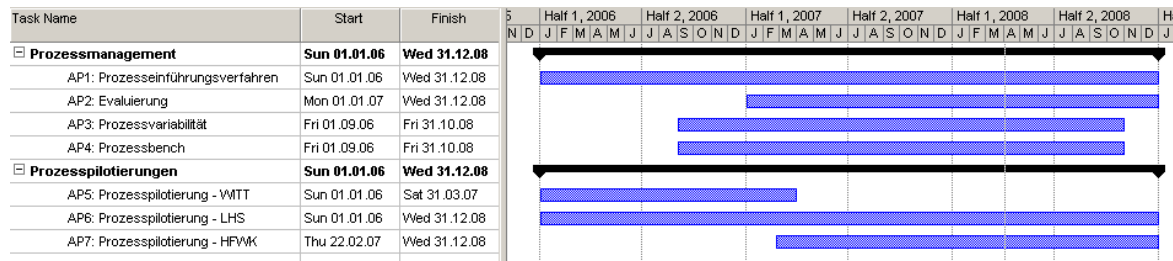 Task Name Start Finish 5 Half 1, 2006 Half 2, 2006 Half 1, 2007 Half 2, 2007 Half 1, 2008 Half 2, 2008 H
N D J F M A M J J A S O N D J F M A M J J A S O N D J F M A M J J A S O N D J
Prozessmanagement Sun 01.01.06 Wed 31.12.08
AP1: Prozesseinführungsverfahren Sun 01.01.06 Wed 31.12.08
AP2: Evaluierung Mon 01.01.07 Wed 31.12.08
AP3: Prozessvariabilität Fri 01.09.06 Fri 31.10.08
AP4: Prozessbench Fri 01.09.06 Fri 31.10.08
Prozesspilotierungen Sun 01.01.06 Wed 31.12.08
AP5: Prozesspilotierung - WITT Sun 01.01.06 Sat 31.03.07
AP6: Prozesspilotierung - LHS Sun 01.01.06 Wed 31.12.08
AP7: Prozesspilotierung - HFWK Thu 22.02.07 Wed 31.12.08